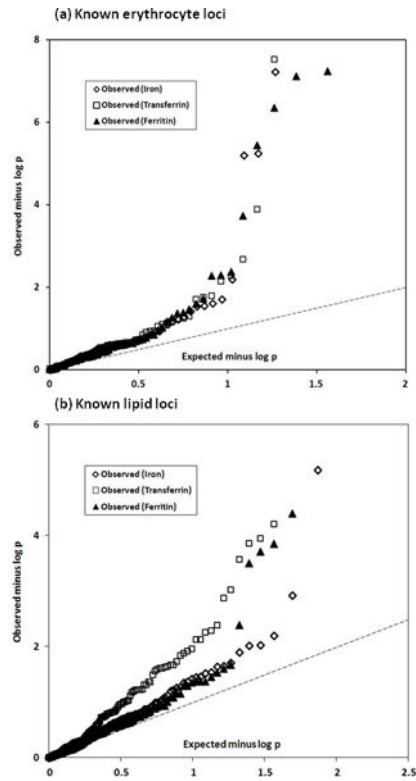 (a) Known erythrocyte loci
8
6
4
2
0
Observed minus log p
Observed (Iron)
Observed (Transferrin)
Observed (Ferritin)
Expected minus log p
0 0.5 1 1.5 2
(b) Known lipid loci
6
4
2
0
Observed minus log p
Observed (Iron)
Observed (Transferrin)
Observed (Ferritin)
Expected minus log p
0 0.5 1 1.5 2 2.5